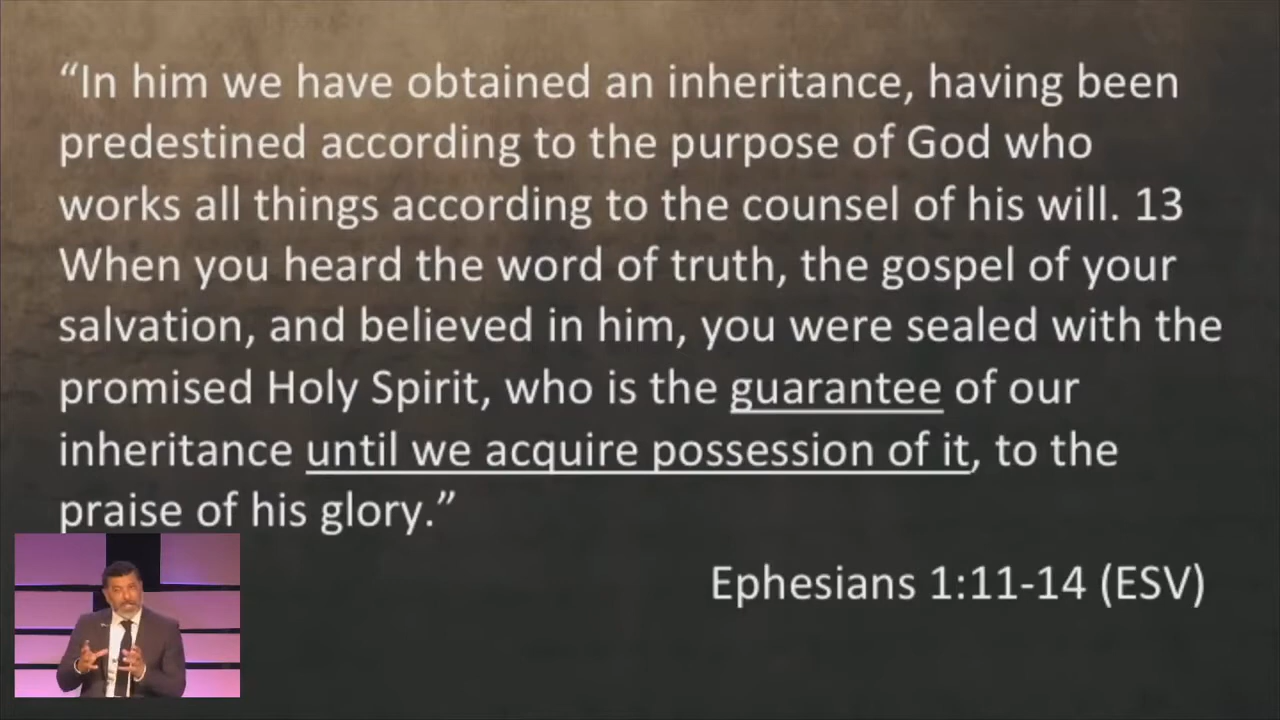 “In him we have obtained an inheritance, having been
predestined according to the purpose of God who
works all things according to the counsel of his will. 13
When you heard the word of truth, the gospel of your
salvation, and believed in him, you were sealed with the
promised Holy Spirit, who is the guarantee of our
inheritance until we acquire possession of it, to the
praise of his glory.”
Ephesians 1:11-14 (ESV)